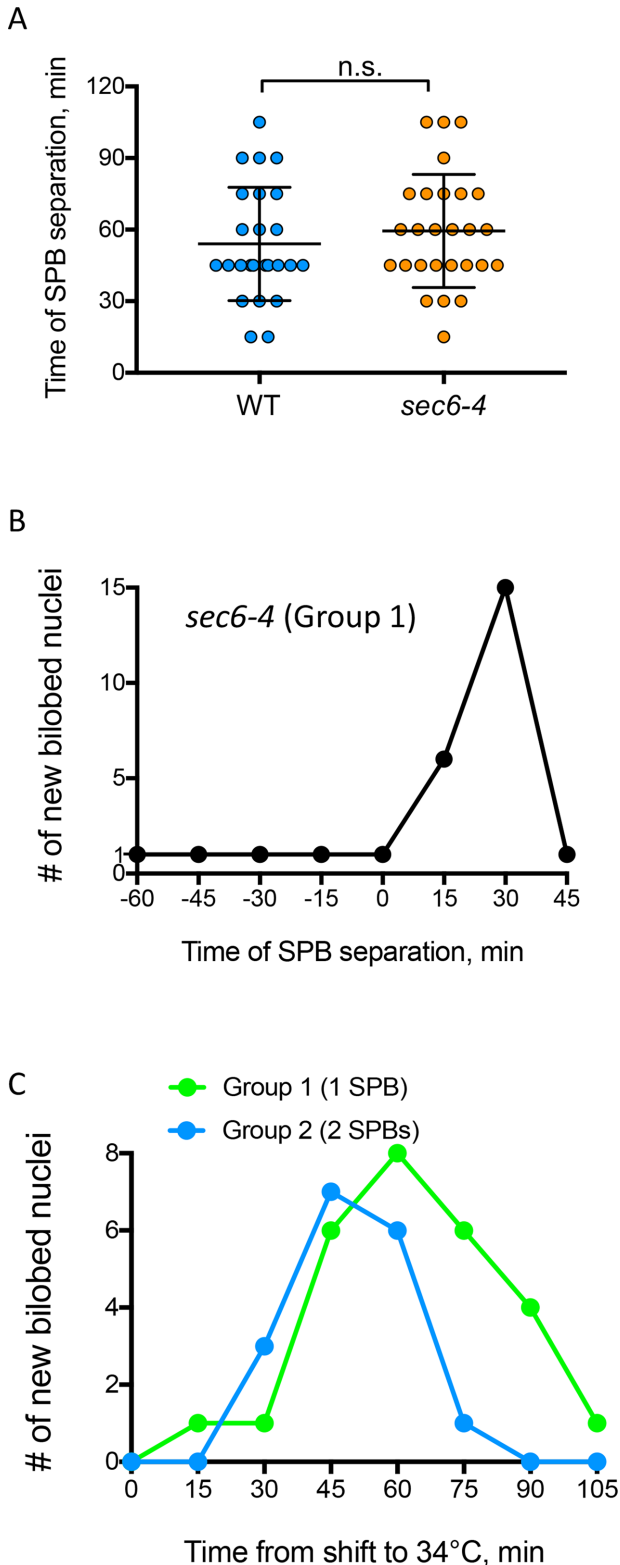 A
n.s.
Time of SPB separation, min
120
90
60
30
0
WT
sec6-4
B
# of new bilobed nuclei
sec6-4 (Group 1)
15
10
5
1
0
-60 -45 -30 -15 0 15 30 45
Time of SPB separation, min
C
Group 1 (1 SPB)
Group 2 (2 SPBs)
# of new bilobed nuclei
8
6
4
2
0
0 15 30 45 60 75 90 105
Time from shift to 34°C, min